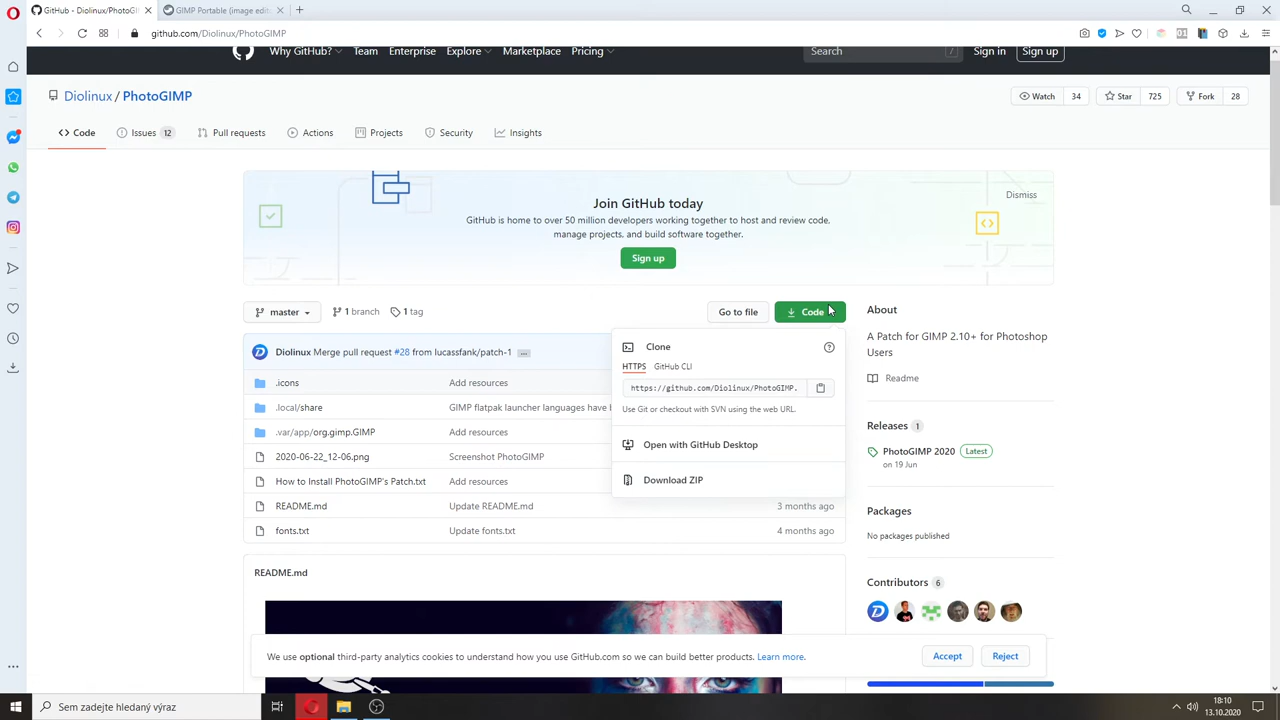 GitHub - Diolinux/PhotoGI
GIMP Portable (image edit
github.com/Diolinux/PhotoGIMP
Why GitHub?
Team
Enterprise
Explore
Marketplace
Pricing
Search
/
Sign in
Sign up
Diolinux / PhotoGIMP
Watch 34
Star 725
Fork 28
Code
Issues 12
Pull requests
Actions
Projects
Security
Insights
Join GitHub today
Dismiss
GitHub is home to over 50 million developers working together to host and review code,
manage projects, and build software together.
Sign up
master
1 branch
1 tag
Go to file
Code
Diolinux Merge pull request #28 from lucassfank/patch-1 ...
.icons Add resources
.local/share GIMP flatpak launcher languages have b
.var/app/org.gimp.GIMP Add resources
2020-06-22_12-06.png Screenshot PhotoGIMP
How to Install PhotoGIMP's Patch.txt Add resources
README.md Update README.md 3 months ago
fonts.txt Update fonts.txt 4 months ago
Clone
HTTPS GitHub CLI
https://github.com/Diolinux/PhotoGIMP.
Use Git or checkout with SVN using the web URL.
Open with GitHub Desktop
Download ZIP
About
A Patch for GIMP 2.10+ for Photoshop
Users
Readme
Releases 1
PhotoGIMP 2020 Latest
on 19 Jun
Packages
No packages published
Contributors 6
README.md
We use optional third-party analytics cookies to understand how you use GitHub.com so we can build better products. Learn more.
Accept
Reject
Sem zadejte hledaný výraz
18:10
13.10.2020